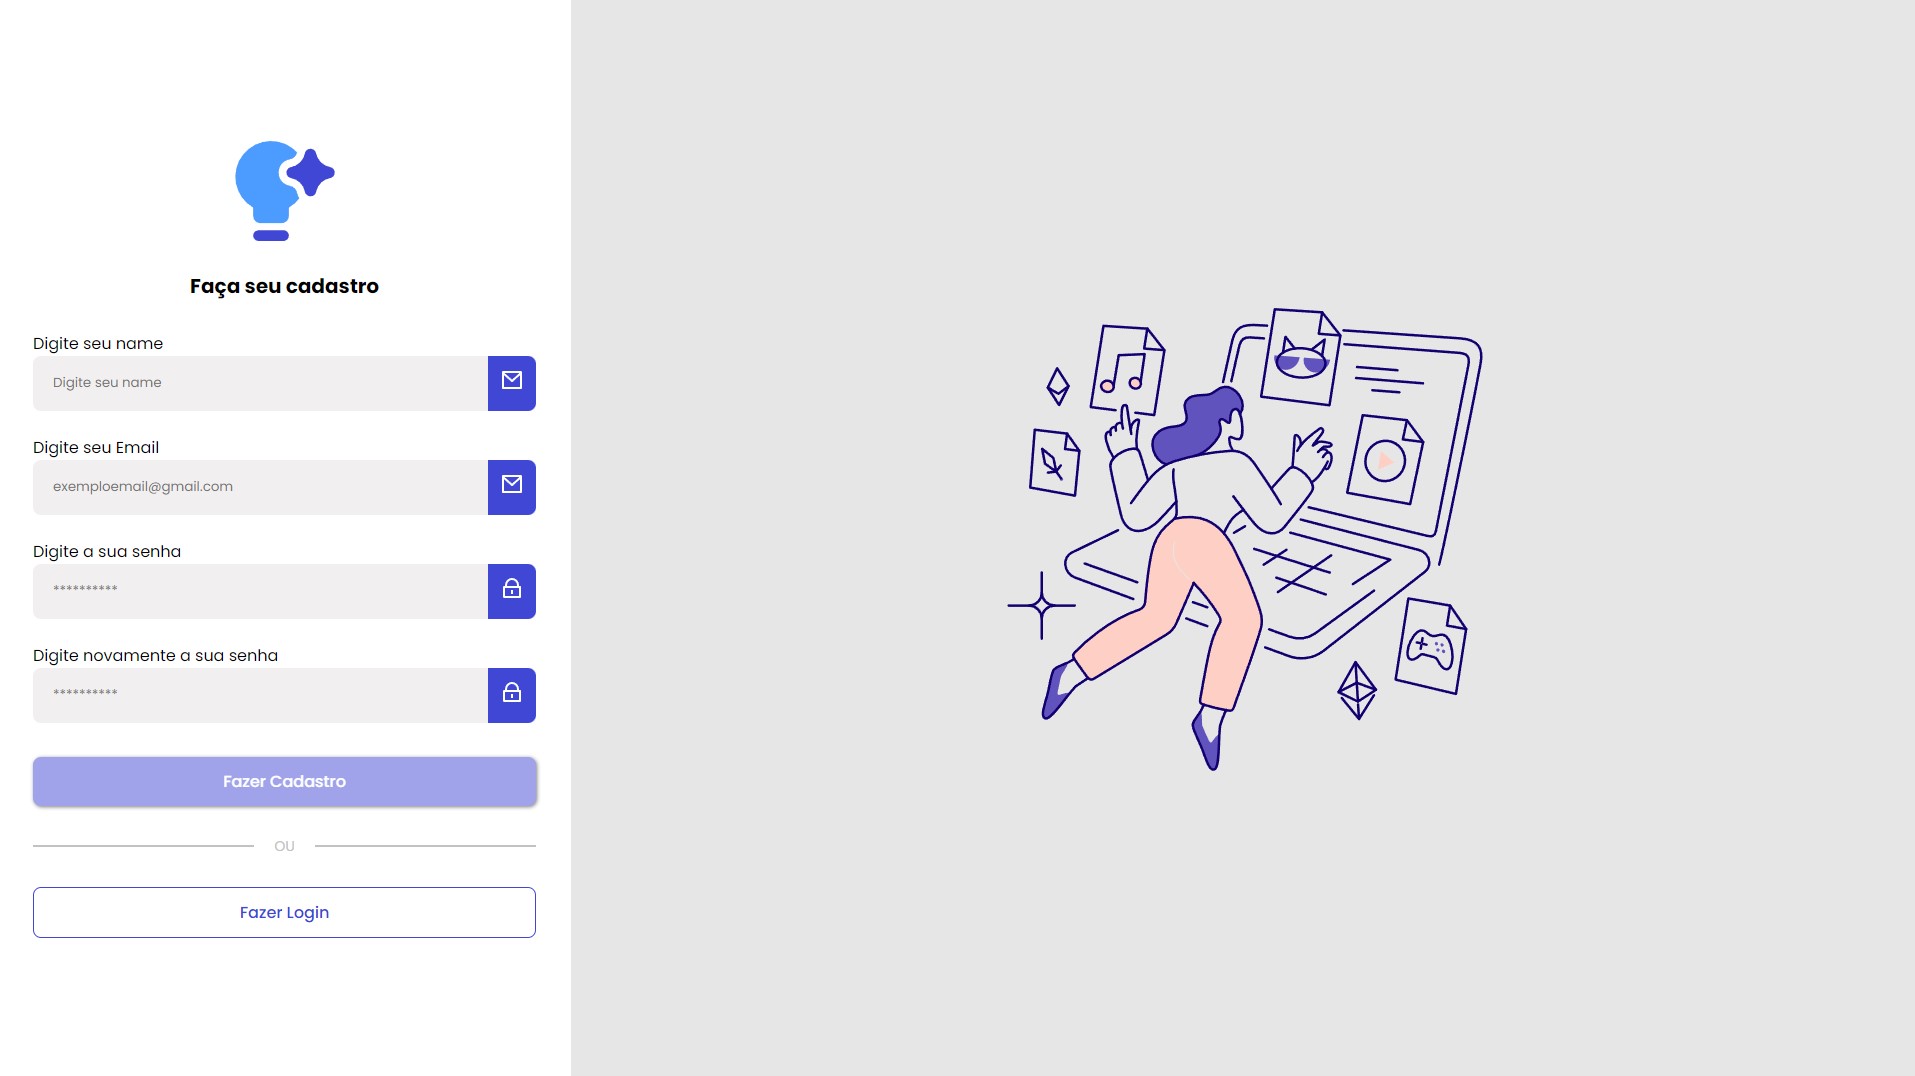 Faça seu cadastro
Digite seu name
Digite seu name
Digite seu Email
exemploemail@gmail.com
Digite a sua senha
**********
Digite novamente a sua senha
**********
Fazer Cadastro
OU
Fazer Login